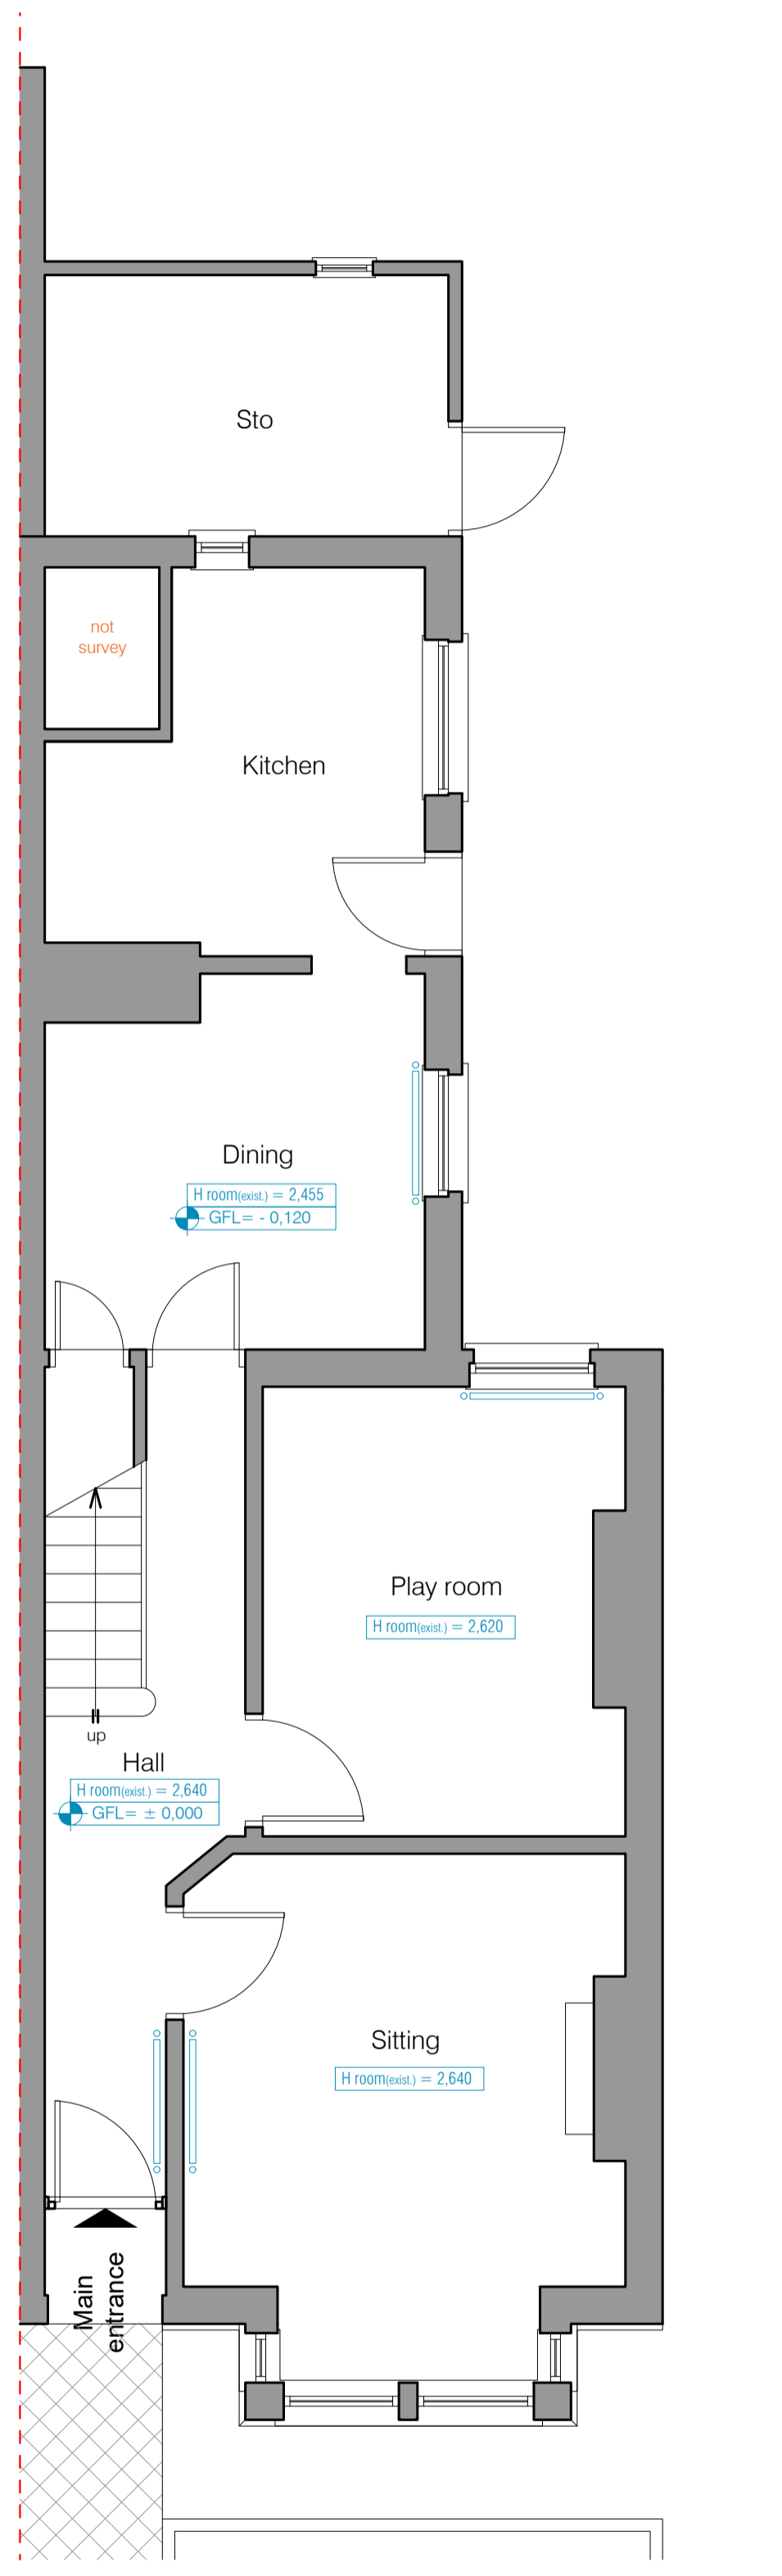 Sto
not
survey
Kitchen
Dining
H room(exist.) = 2,455
GFL= - 0,120
Play room
H room(exist.) = 2,620
up
Hall
H room(exist.) = 2,640
GFL= ± 0,000
Sitting
H room(exist.) = 2,640
Main
entrance